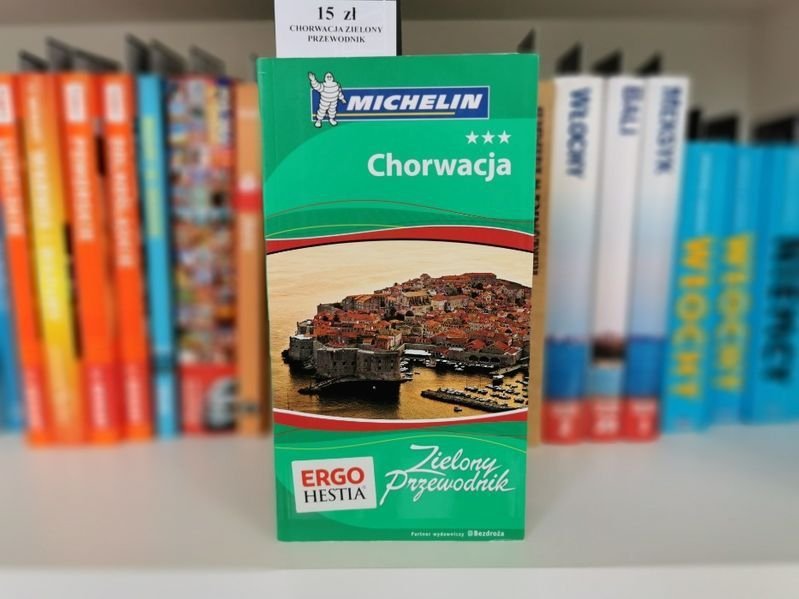 15 zł
CHORWACJA ZIELONY
PRZEWODNIK
MICHELIN
Chorwacja
ERGO
HESTIA
Zielony
Przewodnik
Partner wydawniczy Bezdroża
WŁOCHY
BALI
MEKSYK
WŁOCHY
WŁOCHY
NIEMCY